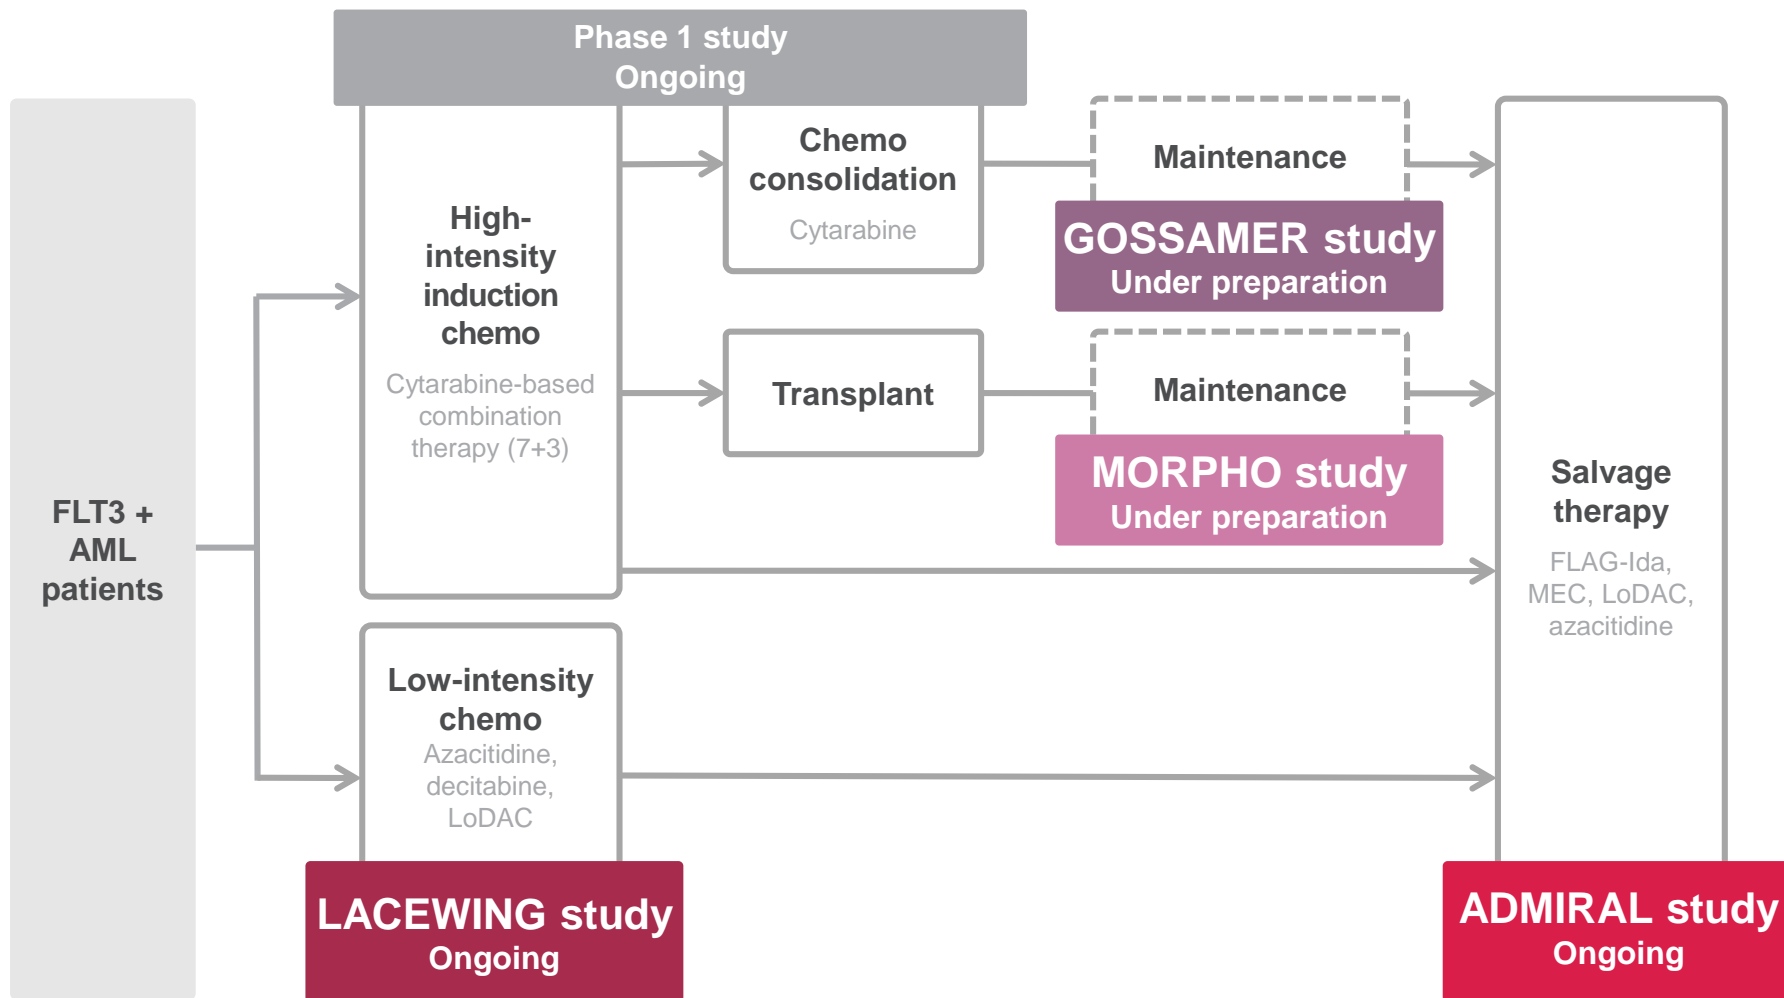 Phase 1 study
Ongoing
FLT3 +
AML
patients
High-
intensity
induction
chemo
Cytarabine-based
combination
therapy (7+3)
Chemo
consolidation
Cytarabine
Maintenance
GOSSAMER study
Under preparation
Transplant
Maintenance
MORPHO study
Under preparation
Low-intensity
chemo
Azacitidine,
decitabine,
LoDAC
LACEWING study
Ongoing
Salvage
therapy
FLAG-Ida,
MEC, LoDAC,
azacitidine
ADMIRAL study
Ongoing